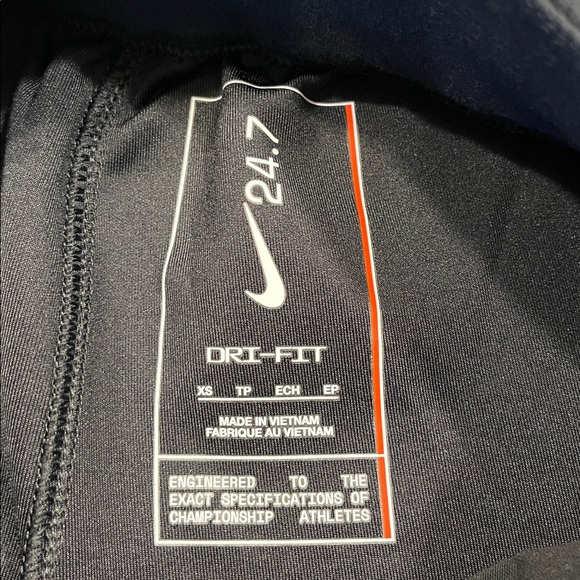 24.7
DRI-FIT
XS TP ECH EP
MADE IN VIETNAM
FABRIQUE AU VIETNAM
ENGINEERED TO THE
EXACT SPECIFICATIONS OF
CHAMPIONSHIP ATHLETES